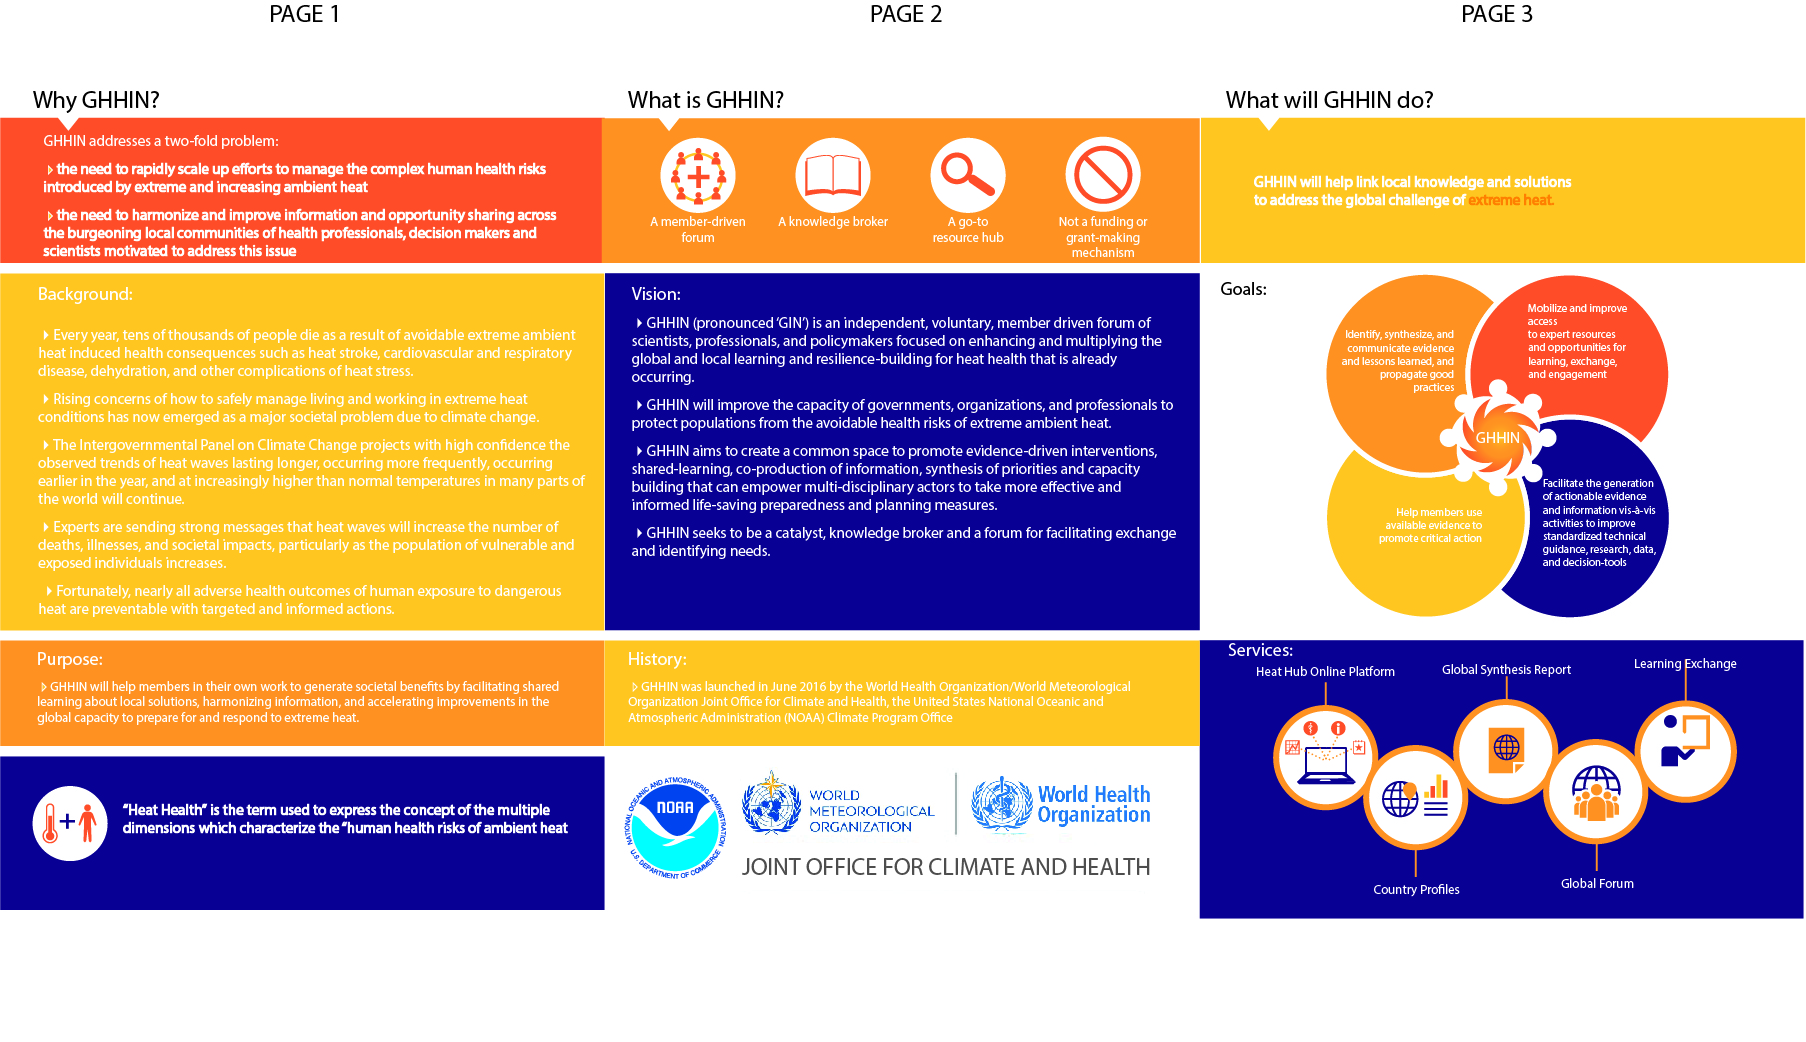 PAGE 1
Why GHHIN?
GHHIN addresses a two-fold problem:
the need to rapidly scale up efforts to manage the complex human health risks
introduced by extreme and increasing ambient heat
the need to harmonize and improve information and opportunity sharing across
the burgeoning local communities of health professionals, decision makers and
scientists motivated to address this issue
Background:
Every year, tens of thousands of people die as a result of avoidable extreme ambient
heat induced health consequences such as heat stroke, cardiovascular and respiratory
disease, dehydration, and other complications of heat stress.
Rising concerns of how to safely manage living and working in extreme heat
conditions has now emerged as a major societal problem due to climate change.
The Intergovernmental Panel on Climate Change projects with high confidence the
observed trends of heat waves lasting longer, occurring more frequently, occurring
earlier in the year, and at increasingly higher than normal temperatures in many parts of
the world will continue.
Experts are sending strong messages that heat waves will increase the number of
deaths, illnesses, and societal impacts, particularly as the population of vulnerable and
exposed individuals increases.
Fortunately, nearly all adverse health outcomes of human exposure to dangerous
heat are preventable with targeted and informed actions.
Purpose:
GHHIN will help members in their own work to generate societal benefits by facilitating shared
learning about local solutions, harmonizing information, and accelerating improvements in the
global capacity to prepare for and respond to extreme heat.
+
“Heat Health” is the term used to express the concept of the multiple
dimensions which characterize the “human health risks of ambient heat
PAGE 2
What is GHHIN?
A member-driven
forum
A knowledge broker
A go-to
resource hub
Not a funding or
grant-making
mechanism
Vision:
GHHIN (pronounced ‘GIN’) is an independent, voluntary, member driven forum of
scientists, professionals, and policymakers focused on enhancing and multiplying the
global and local learning and resilience-building for heat health that is already
occurring.
GHHIN will improve the capacity of governments, organizations, and professionals to
protect populations from the avoidable health risks of extreme ambient heat.
GHHIN aims to create a common space to promote evidence-driven interventions,
shared-learning, co-production of information, synthesis of priorities and capacity
building that can empower multi-disciplinary actors to take more effective and
informed life-saving preparedness and planning measures.
GHHIN seeks to be a catalyst, knowledge broker and a forum for facilitating exchange
and identifying needs.
History:
GHHIN was launched in June 2016 by the World Health Organization/World Meteorological
Organization Joint Office for Climate and Health, the United States National Oceanic and
Atmospheric Administration (NOAA) Climate Program Office
NATIONAL OCEANIC AND ATMOSPHERIC ADMINISTRATION
NOAA
U.S. DEPARTMENT OF COMMERCE
WORLD
METEOROLOGICAL
ORGANIZATION
World Health
Organization
JOINT OFFICE FOR CLIMATE AND HEALTH
PAGE 3
What will GHHIN do?
GHHIN will help link local knowledge and solutions
to address the global challenge of extreme heat.
Goals:
Identify, synthesize, and
communicate evidence
and lessons learned, and
propagate good
practices
Mobilize and improve
access
to expert resources
and opportunities for
learning, exchange,
and engagement
GHHIN
Help members use
available evidence to
promote critical action
Facilitate the generation
of actionable evidence
and information vis-à-vis
activities to improve
standardized technical
guidance, research, data,
and decision-tools
Services:
Heat Hub Online Platform
Global Synthesis Report
Learning Exchange
Country Profiles
Global Forum